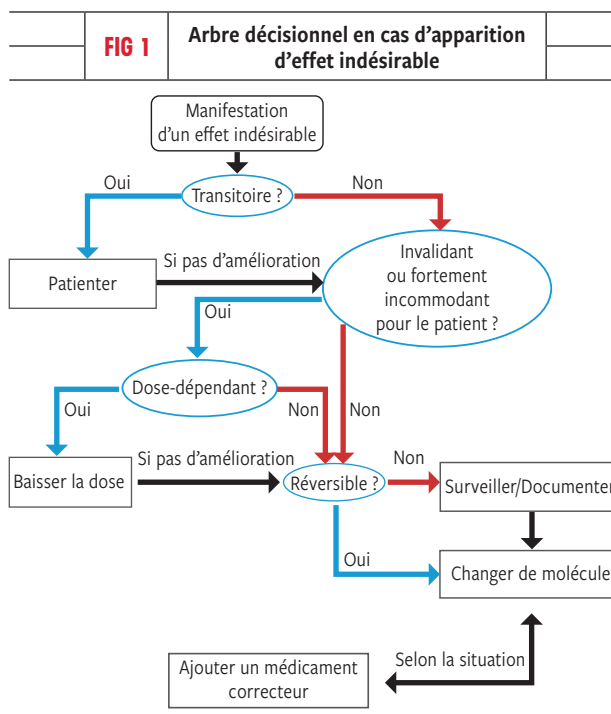 FIG 1
Arbre décisionnel en cas d’apparition
d’effet indésirable
Manifestation
d’un effet indésirable
Oui
Transitoire ?
Non
Patienter
Si pas d’amélioration
Invalidant
ou fortement
incommodant
pour le patient ?
Oui
Dose-dépendant ?
Oui
Non
Non
Baisser la dose
Si pas d’amélioration
Réversible ?
Non
Surveiller/Documenter
Oui
Changer de molécule
Ajouter un médicament
correcteur
Selon la situation